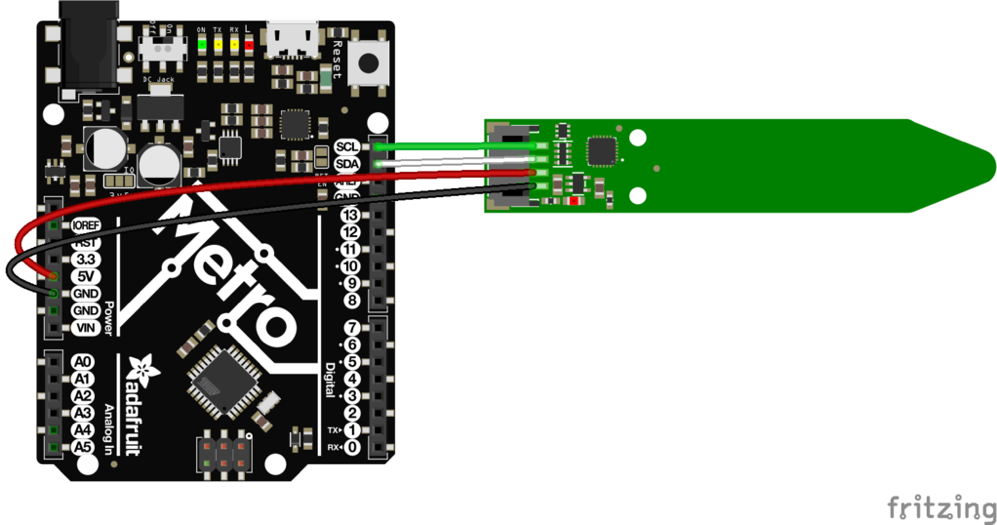 Off
On
ON
TX
RX
L
Reset
DC Jack
SCL
SDA
IOREF
RST
3.3
5V
GND
GND
VIN
Power
Metro
13
12
11
10
9
8
7
6
5
4
3
2
TX▸ 1
RX◂ 0
Digital
A0
A1
A2
A3
A4
A5
Analog In
adafruit
fritzing